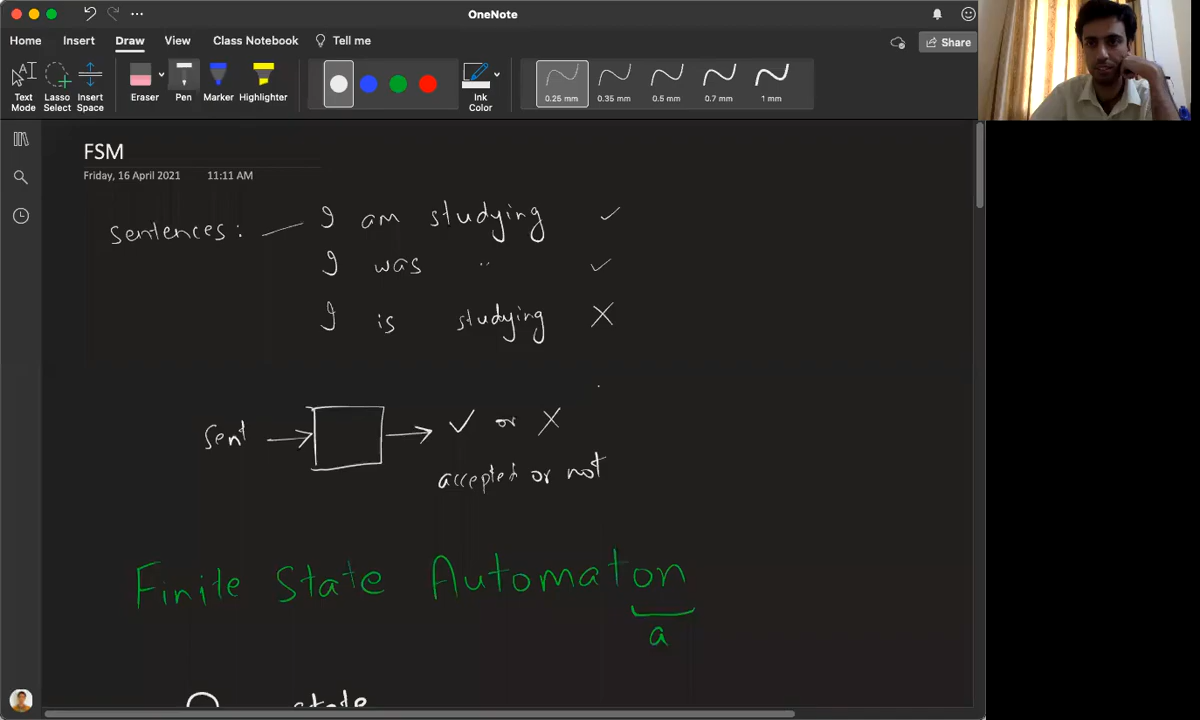 OneNote
Home Insert Draw View Class Notebook Tell me
Share
Text Mode Lasso Select Insert Space Eraser Pen Marker Highlighter Ink Color 0.25 mm 0.35 mm 0.5 mm 0.7 mm 1 mm
FSM
Friday, 16 April 2021 11:11 AM
sentences: — I am studying ✓
I was " ✓
I is studying X
Sent → → ✓ or X
accepted or not
Finite State Automaton
a
state